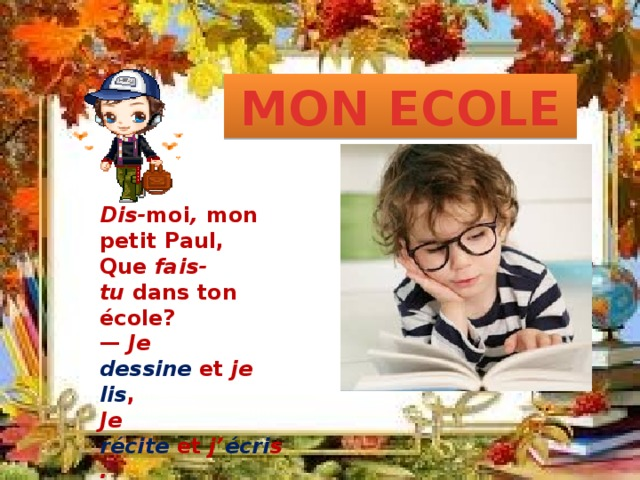 MON ECOLE
Dis-moi, mon
petit Paul,
Que fais-
tu dans ton
école?
— Je
dessine et je
lis,
Je
récite et j’écris